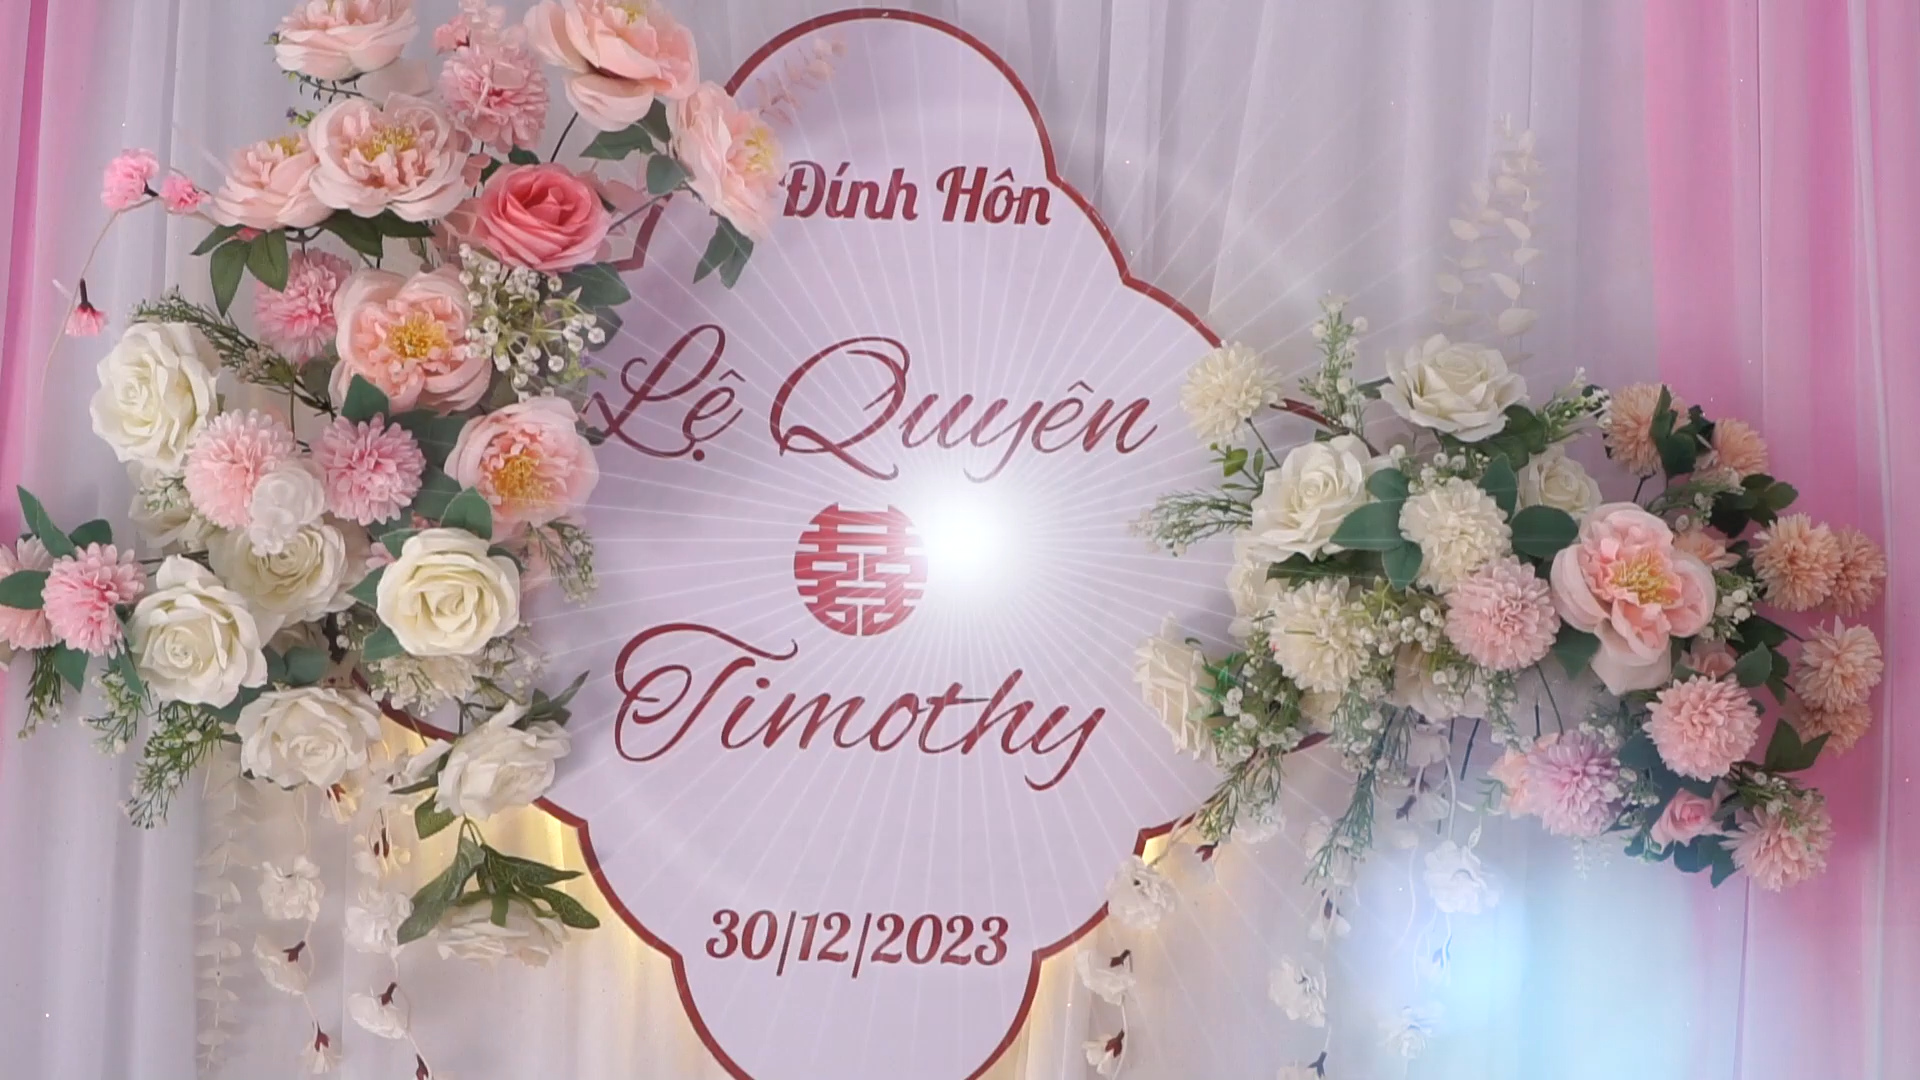 Đính Hôn
Lệ Quyên
囍
Timothy
30/12/2023